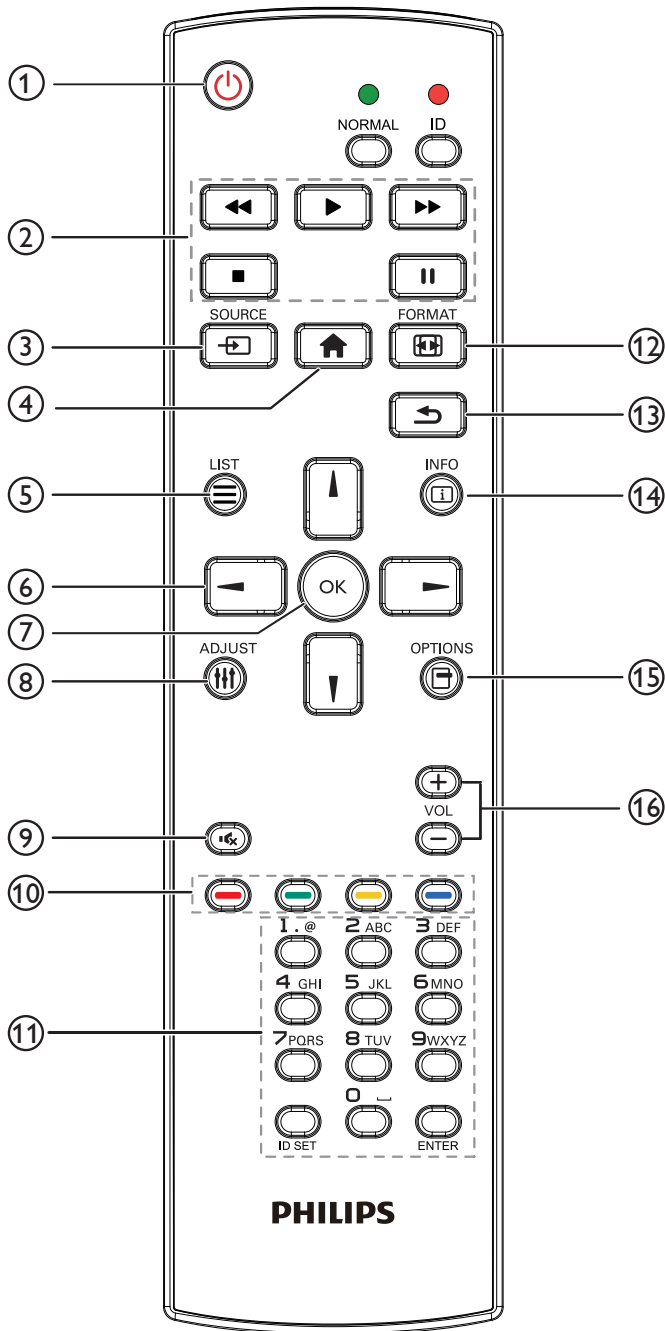 1
NORMAL ID
2
SOURCE FORMAT
3 12
4 13
LIST INFO
5 14
6 OK
7
ADJUST OPTIONS
8 15
VOL 16
9
10
1 . @ 2 ABC 3 DEF
4 GHI 5 JKL 6 MNO
11 7 PQRS 8 TUV 9 WXYZ
0 ⎵
ID SET ENTER
PHILIPS